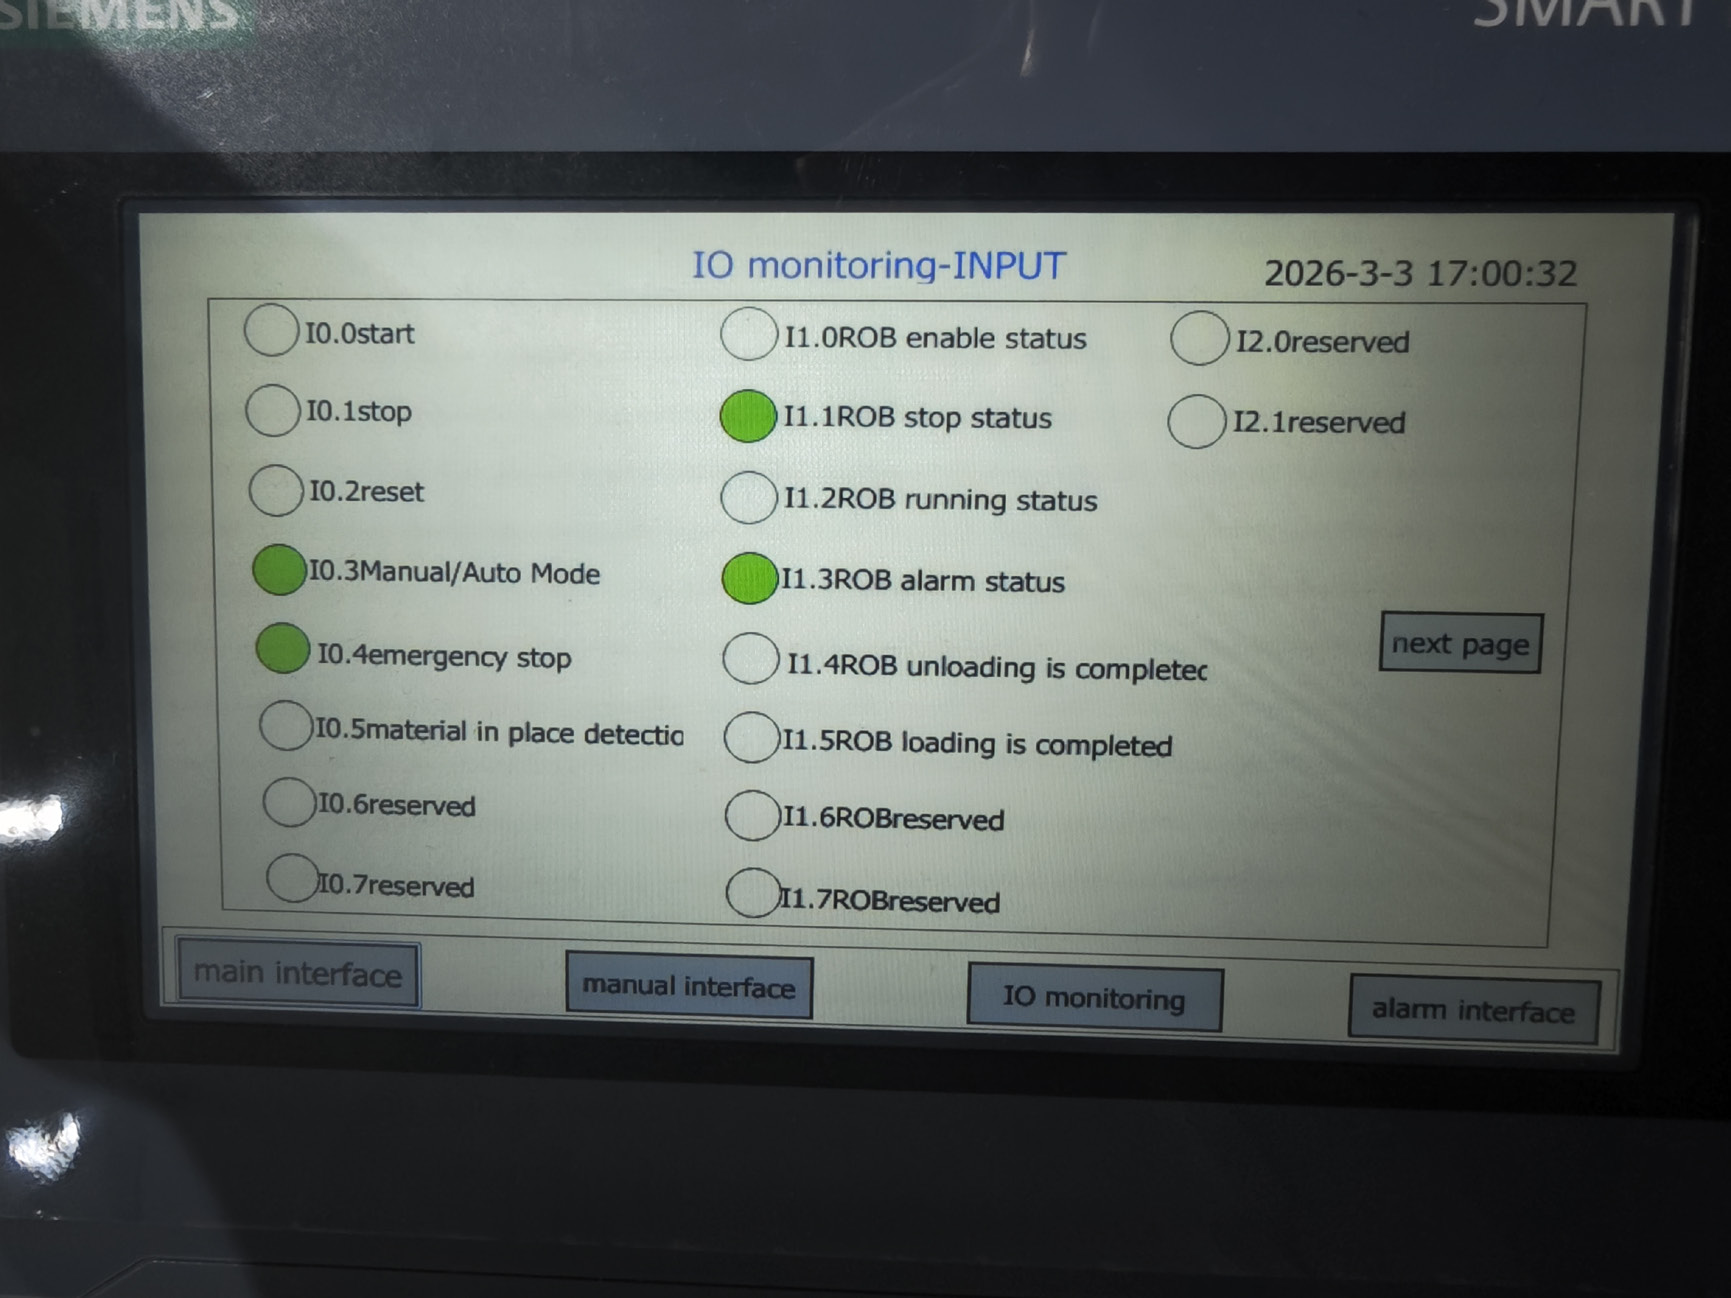 SIEMENS
SMART
IO monitoring-INPUT
2026-3-3 17:00:32
I0.0start
I0.1stop
I0.2reset
I0.3Manual/Auto Mode
I0.4emergency stop
I0.5material in place detectio
I0.6reserved
I0.7reserved
I1.0ROB enable status
I1.1ROB stop status
I1.2ROB running status
I1.3ROB alarm status
I1.4ROB unloading is completec
I1.5ROB loading is completed
I1.6ROBreserved
I1.7ROBreserved
I2.0reserved
I2.1reserved
next page
main interface
manual interface
IO monitoring
alarm interface